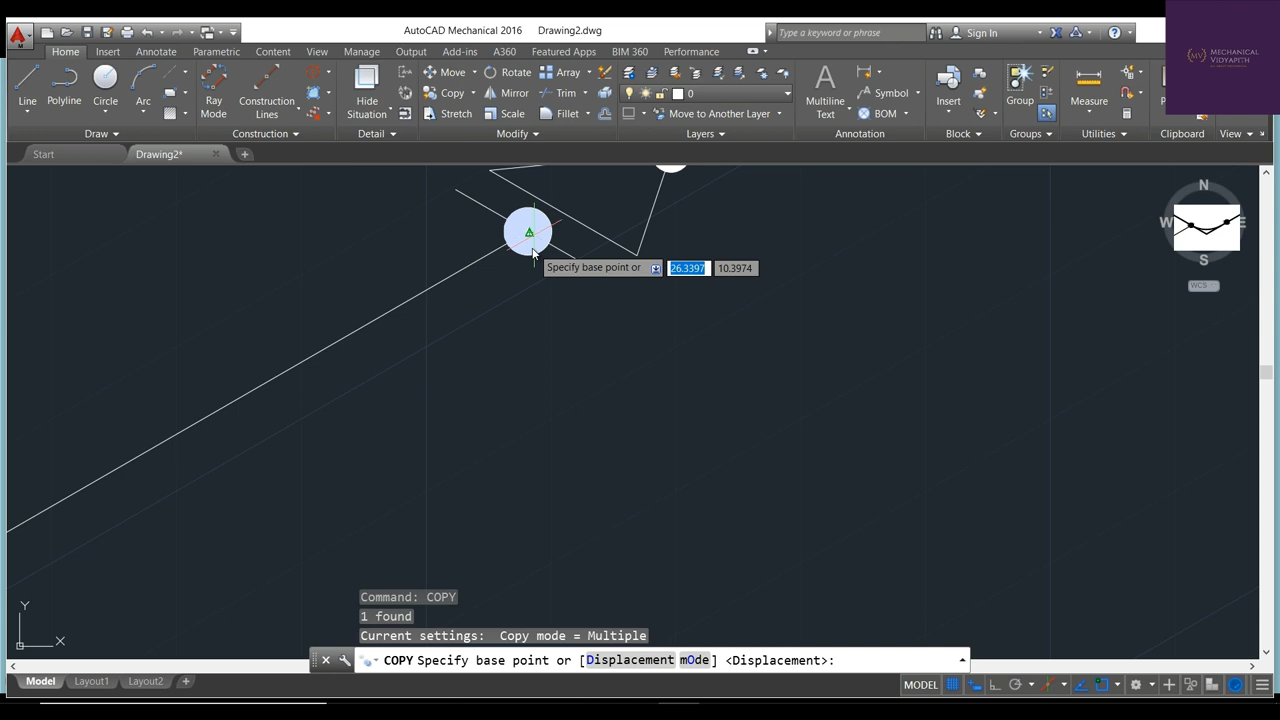 AutoCAD Mechanical 2016 Drawing2.dwg
Type a keyword or phrase
Sign In
MECHANICAL
VIDYAPITH
Home Insert Annotate Parametric Content View Manage Output Add-ins A360 Featured Apps BIM 360 Performance
Line Polyline Circle Arc
Ray
Mode
Construction
Lines
Hide
Situation
Move Rotate Array
Copy Mirror Trim
Stretch Scale Fillet
0
Move to Another Layer
Multiline
Text
Symbol
BOM
Insert
Group
Measure
Draw Construction Detail Modify Layers Annotation Block Groups Utilities Clipboard View
Start Drawing2*
N
W
E
S
WCS
Specify base point or 26.3397 10.3974
Y
X
Command: COPY
1 found
Current settings: Copy mode = Multiple
COPY Specify base point or [Displacement mOde] <Displacement>:
Model Layout1 Layout2
MODEL